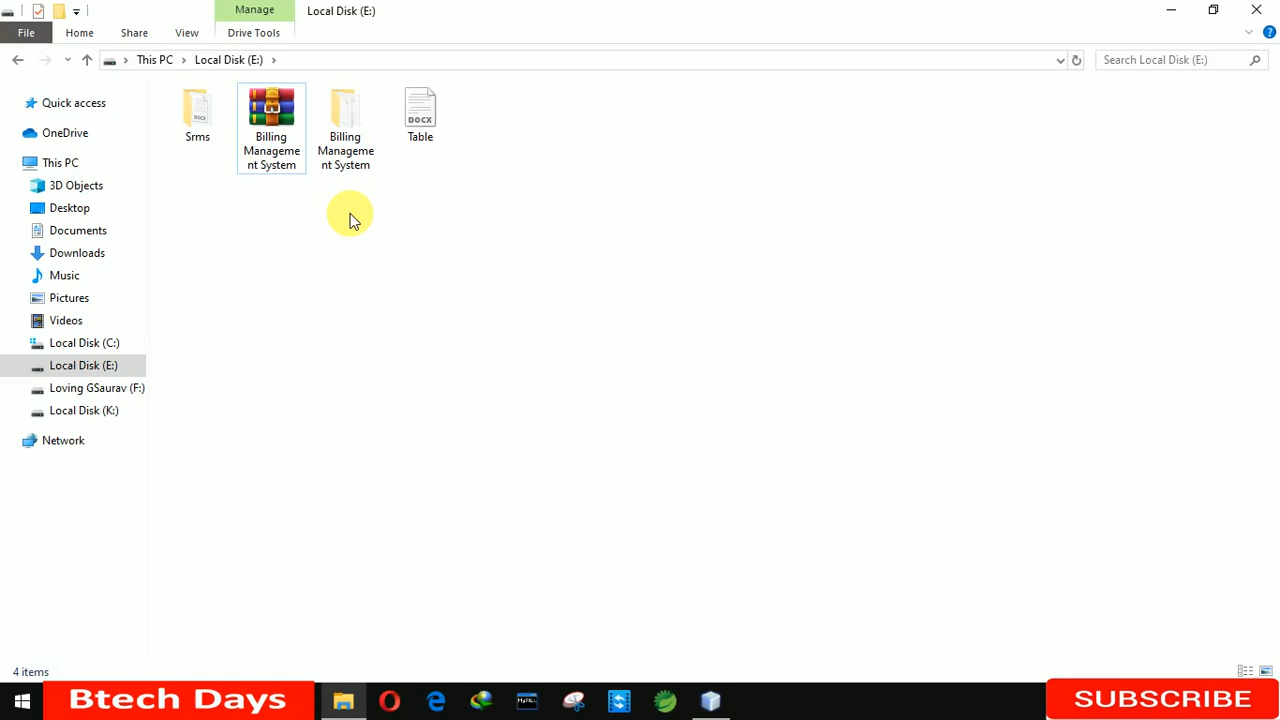 Manage
Local Disk (E:)
File
Home
Share
View
Drive Tools
This PC
Local Disk (E:)
Search Local Disk (E:)
Quick access
OneDrive
This PC
3D Objects
Desktop
Documents
Downloads
Music
Pictures
Videos
Local Disk (C:)
Local Disk (E:)
Loving GSaurav (F:)
Local Disk (K:)
Network
DOCX
Srms
Billing
Manageme
nt System
Billing
Manageme
nt System
DOCX
Table
4 items
Btech Days
MySQL
SUBSCRIBE